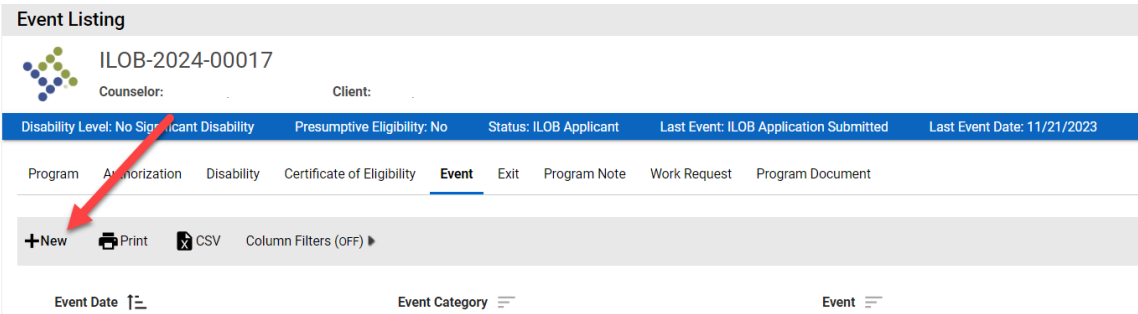 Event Listing
ILOB-2024-00017
Counselor: Client:
Disability Level: No Significant Disability Presumptive Eligibility: No Status: ILOB Applicant Last Event: ILOB Application Submitted Last Event Date: 11/21/2023
Program Authorization Disability Certificate of Eligibility Event Exit Program Note Work Request Program Document
+New Print CSV Column Filters (OFF)
Event Date Event Category Event